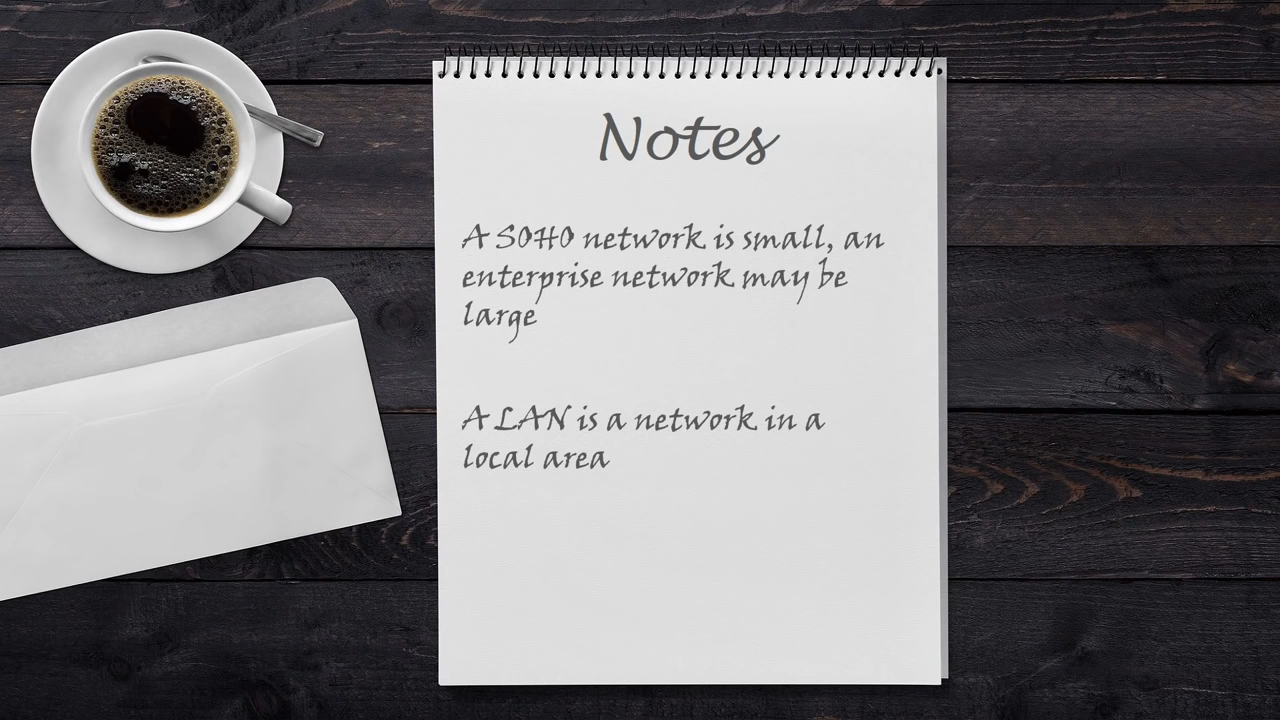 Notes
A SOHO network is small, an
enterprise network may be
large
A LAN is a network in a
local area